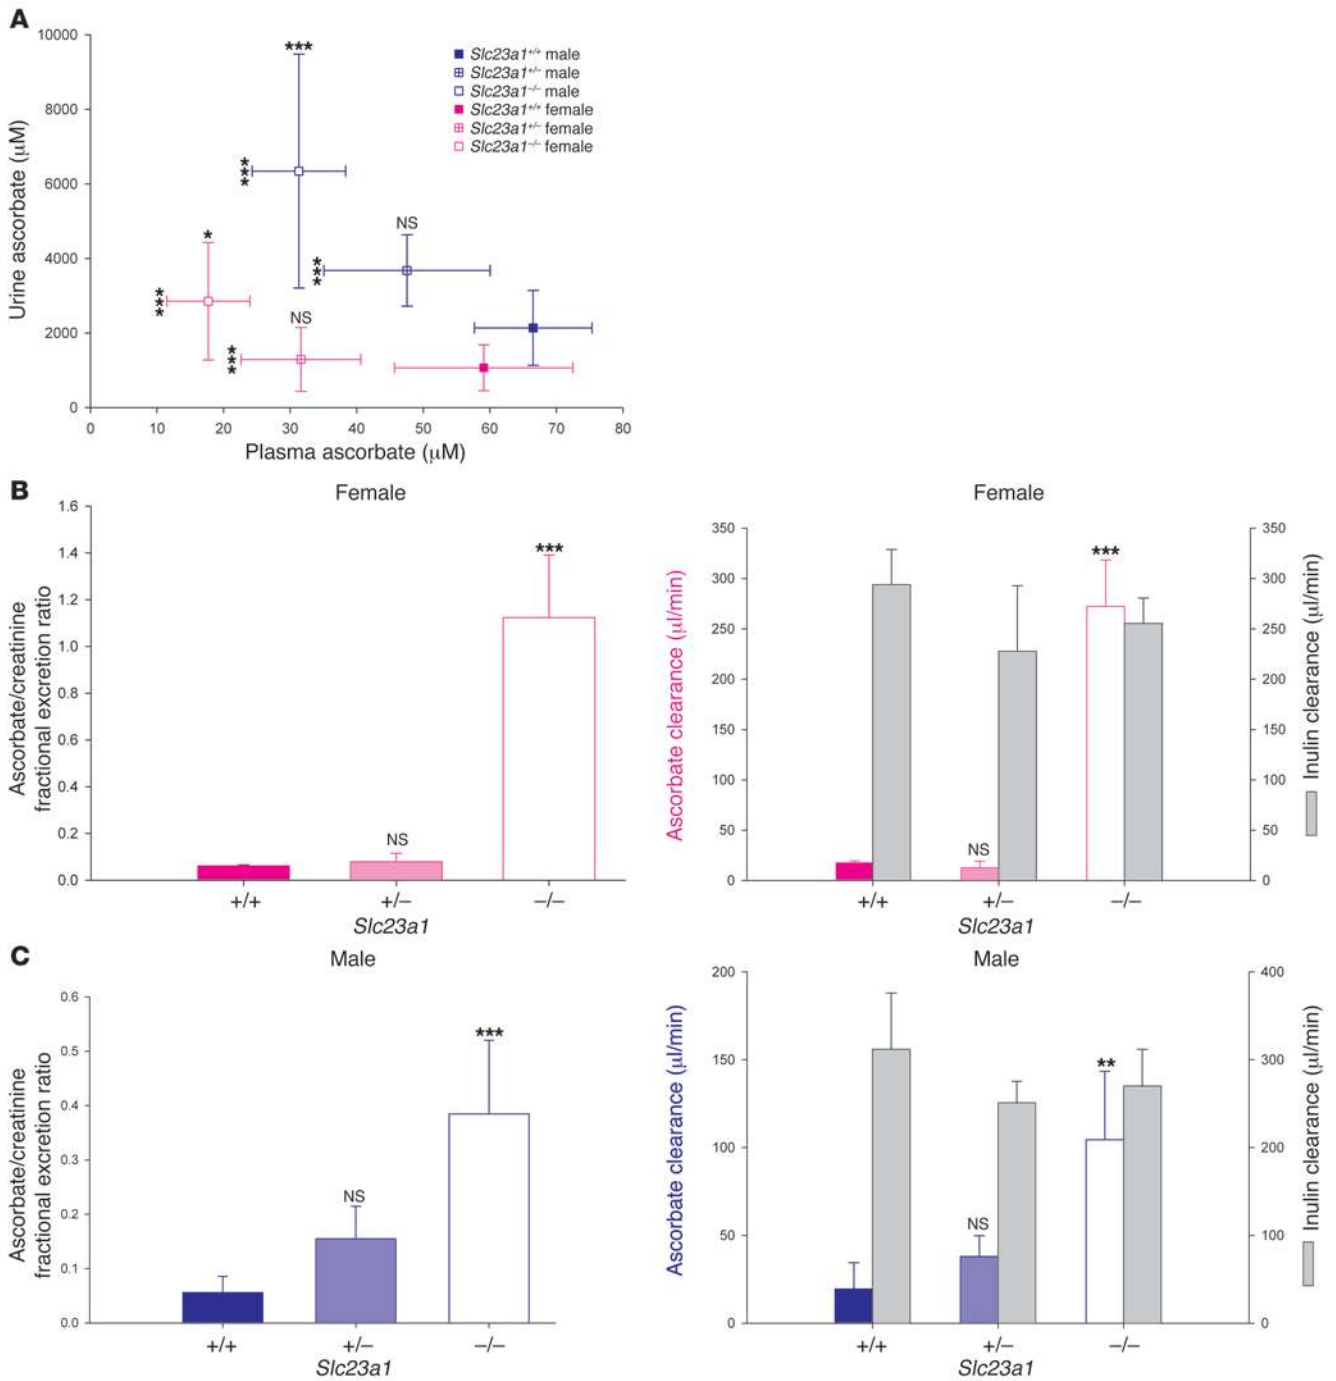 A
10000
8000
6000
4000
2000
0
Urine ascorbate (μM)
***
***
NS
***
*
***
NS
***
Slc23a1+/+ male
Slc23a1+/– male
Slc23a1–/– male
Slc23a1+/+ female
Slc23a1+/– female
Slc23a1–/– female
0 10 20 30 40 50 60 70 80
Plasma ascorbate (μM)
B
Female
1.6
1.4
1.2
1.0
0.8
0.6
0.4
0.2
0.0
Ascorbate/creatinine
fractional excretion ratio
NS
***
+/+ +/– –/–
Slc23a1
Female
350
300
250
200
150
100
50
0
Ascorbate clearance (μl/min)
NS
***
350
300
250
200
150
100
50
0
Inulin clearance (μl/min)
+/+ +/– –/–
Slc23a1
C
Male
0.6
0.5
0.4
0.3
0.2
0.1
0.0
Ascorbate/creatinine
fractional excretion ratio
NS
***
+/+ +/– –/–
Slc23a1
Male
200
150
100
50
0
Ascorbate clearance (μl/min)
NS
**
400
300
200
100
0
Inulin clearance (μl/min)
+/+ +/– –/–
Slc23a1